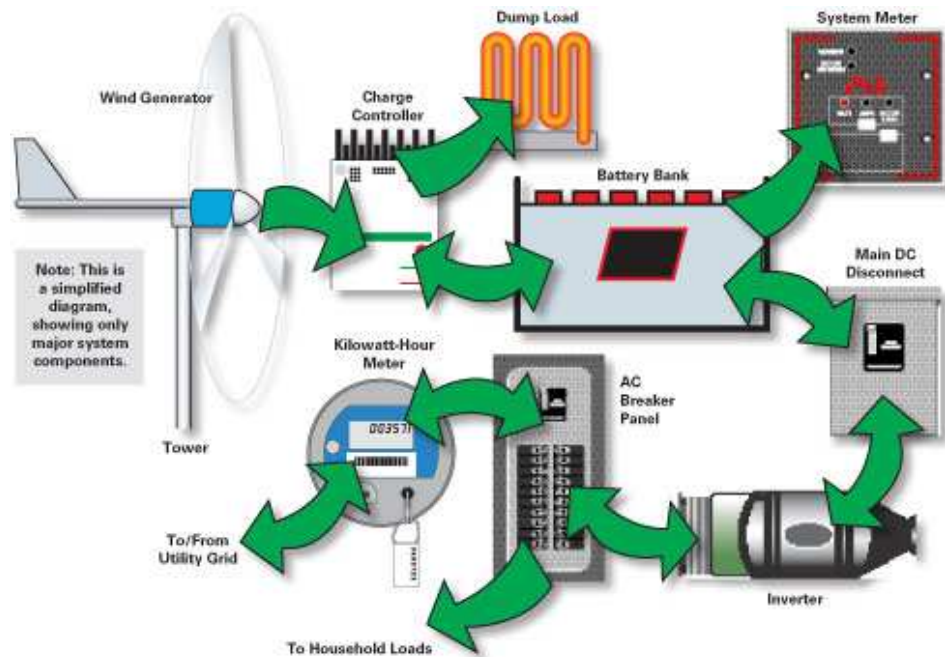 Dump Load
System Meter
Wind Generator
Charge
Controller
Battery Bank
VOLTS
AMPS
Note: This is
a simplified
diagram,
showing only
major system
components.
Main DC
Disconnect
Kilowatt-Hour
Meter
AC
Breaker
Panel
Tower
To/From
Utility Grid
Inverter
To Household Loads